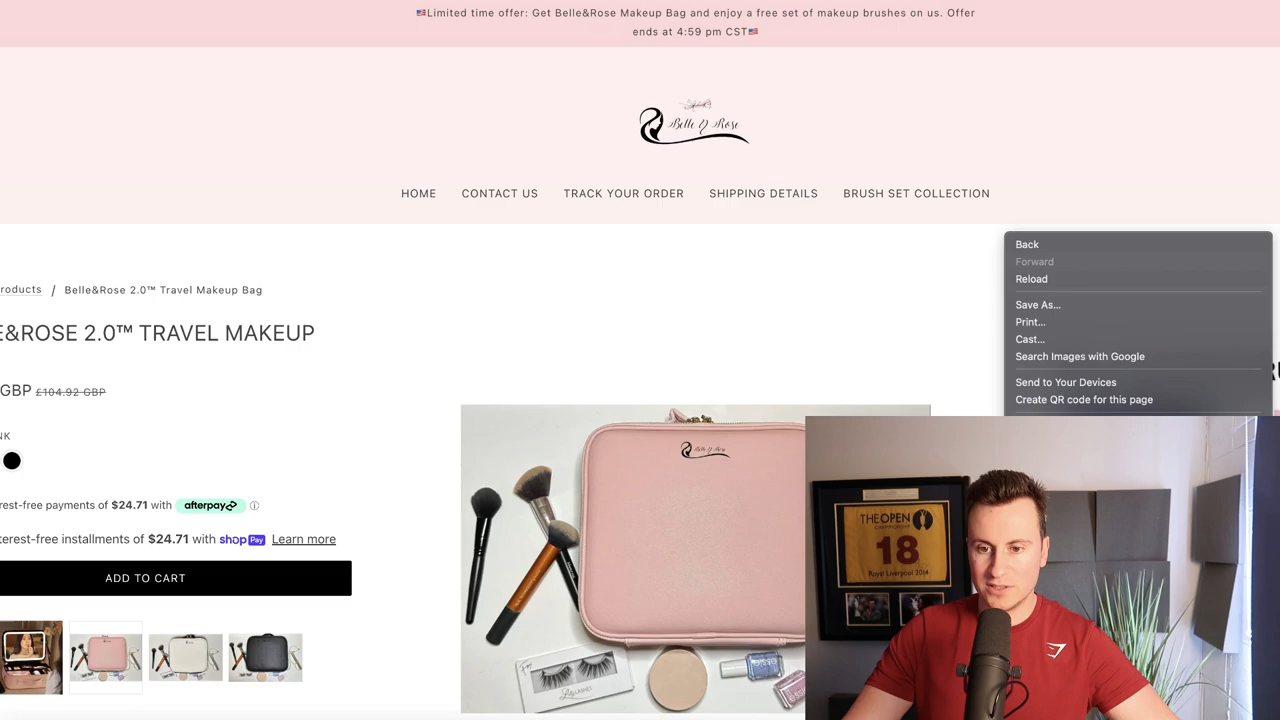 🇺🇸Limited time offer: Get Belle&Rose Makeup Bag and enjoy a free set of makeup brushes on us. Offer
ends at 4:59 pm CST🇺🇸
Belle & Rose
HOME
CONTACT US
TRACK YOUR ORDER
SHIPPING DETAILS
BRUSH SET COLLECTION
Back
Forward
Reload
Save As...
Print...
Cast...
Search Images with Google
Send to Your Devices
Create QR code for this page
roducts / Belle&Rose 2.0™ Travel Makeup Bag
E&ROSE 2.0™ TRAVEL MAKEUP
GBP £104.92 GBP
NK
rest-free payments of $24.71 with afterpay
terest-free installments of $24.71 with shop Pay Learn more
ADD TO CART
Lashes
essie
THE OPEN
CHAMPIONSHIP
18
Royal Liverpool 2014